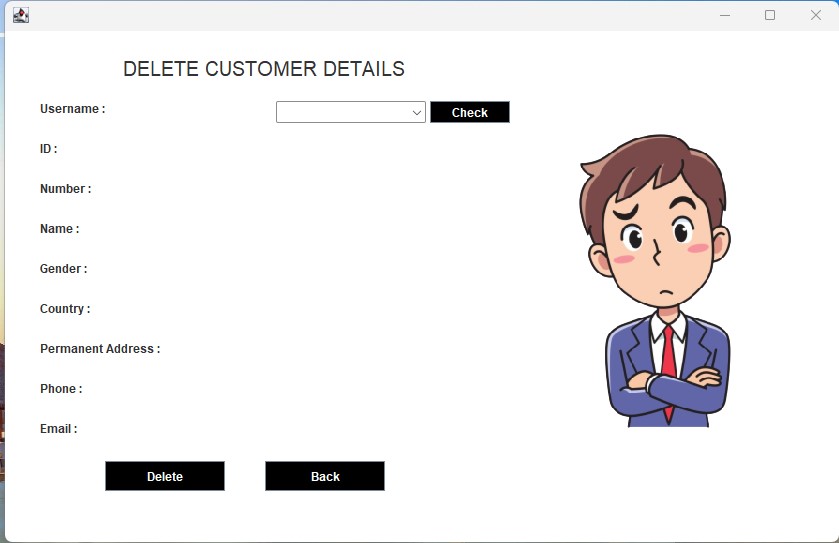 DELETE CUSTOMER DETAILS
Username :
Check
ID :
Number :
Name :
Gender :
Country :
Permanent Address :
Phone :
Email :
Delete
Back